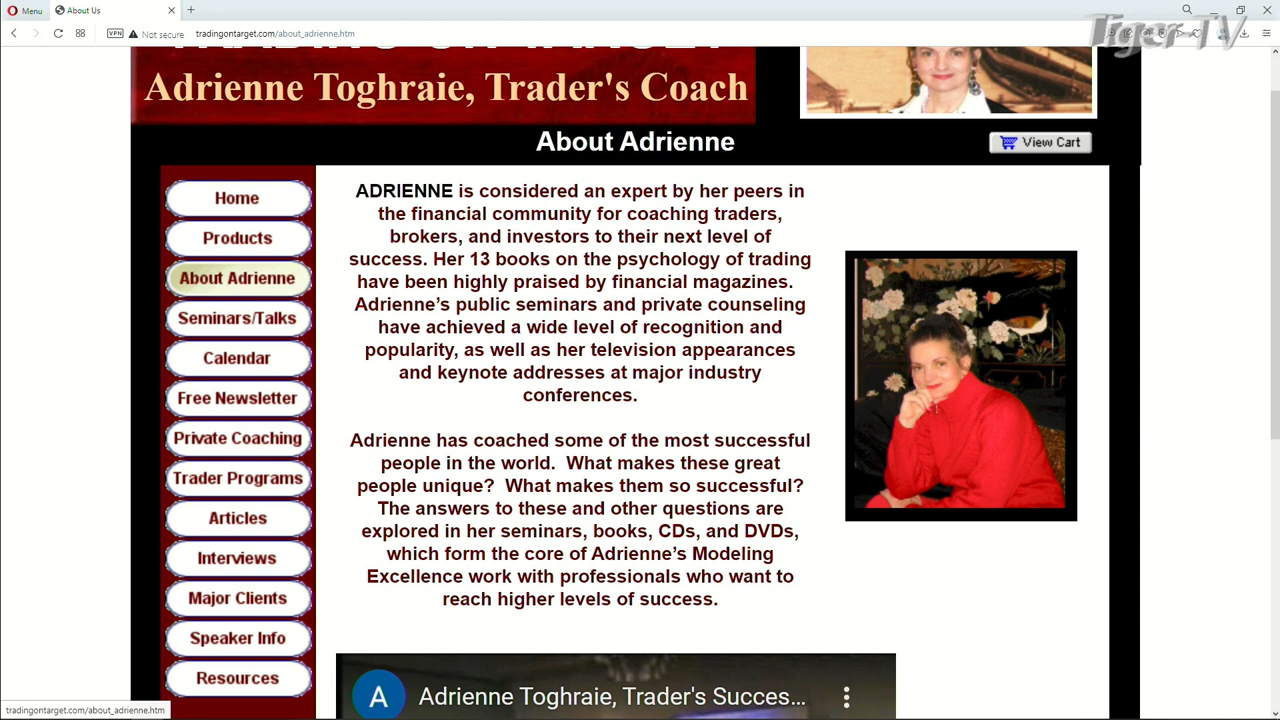 Menu
About Us
VPN
Not secure
tradingontarget.com/about_adrienne.htm
Tiger TV
TRADING ON TARGET
Adrienne Toghraie, Trader's Coach
About Adrienne
View Cart
Home
Products
About Adrienne
Seminars/Talks
Calendar
Free Newsletter
Private Coaching
Trader Programs
Articles
Interviews
Major Clients
Speaker Info
Resources
ADRIENNE is considered an expert by her peers in
the financial community for coaching traders,
brokers, and investors to their next level of
success. Her 13 books on the psychology of trading
have been highly praised by financial magazines.
Adrienne’s public seminars and private counseling
have achieved a wide level of recognition and
popularity, as well as her television appearances
and keynote addresses at major industry
conferences.
Adrienne has coached some of the most successful
people in the world.  What makes these great
people unique?  What makes them so successful?
The answers to these and other questions are
explored in her seminars, books, CDs, and DVDs,
which form the core of Adrienne’s Modeling
Excellence work with professionals who want to
reach higher levels of success.
A
Adrienne Toghraie, Trader's Succes...
tradingontarget.com/about_adrienne.htm